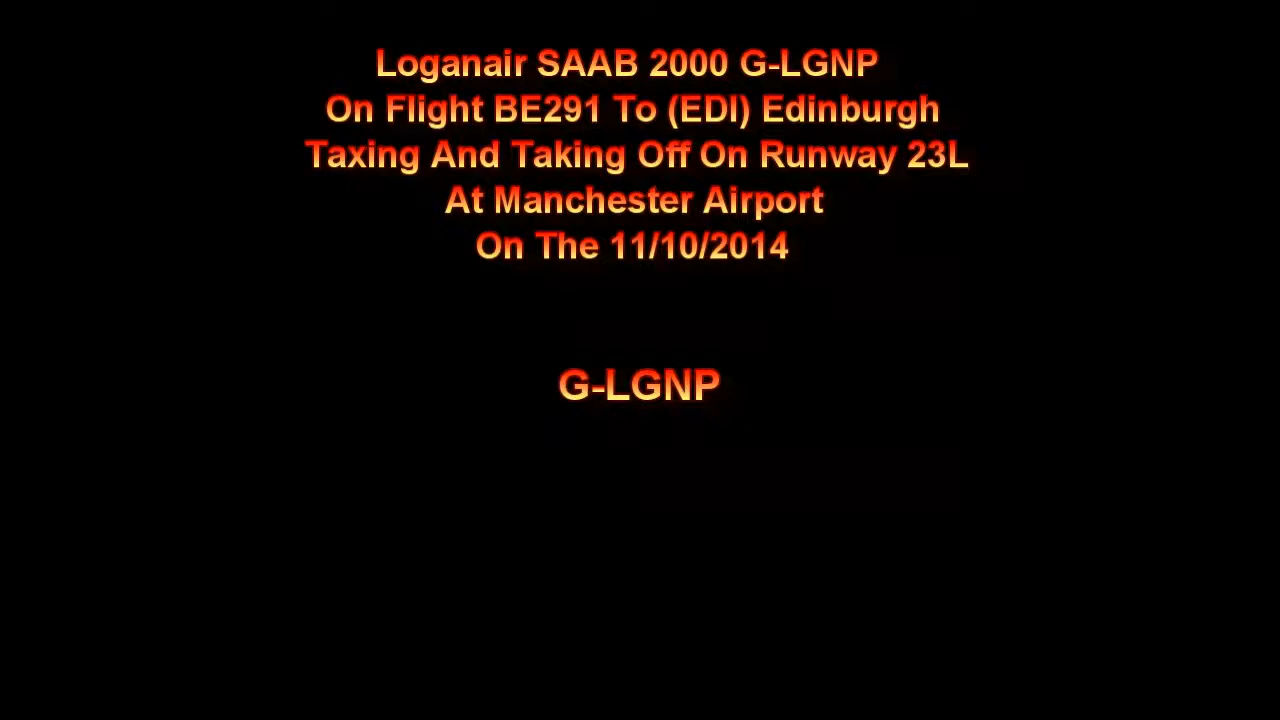 Loganair SAAB 2000 G-LGNP
On Flight BE291 To (EDI) Edinburgh
Taxing And Taking Off On Runway 23L
At Manchester Airport
On The 11/10/2014
G-LGNP